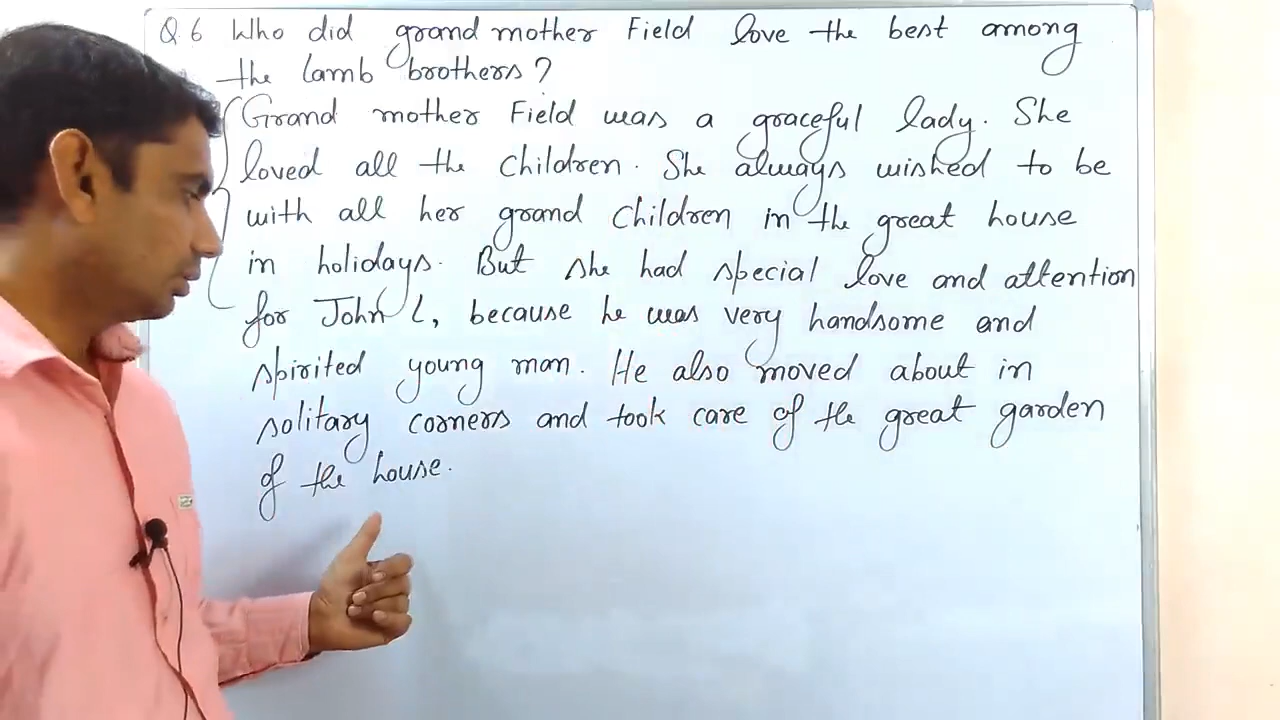 Q.6 Who did grand mother Field love the best among
the lamb brothers?
Grand mother Field was a graceful lady. She
loved all the children. She always wished to be
with all her grand children in the great house
in holidays. But she had special love and attention
for John L, because he was very handsome and
spirited young man. He also moved about in
solitary corners and took care of the great garden
of the house.